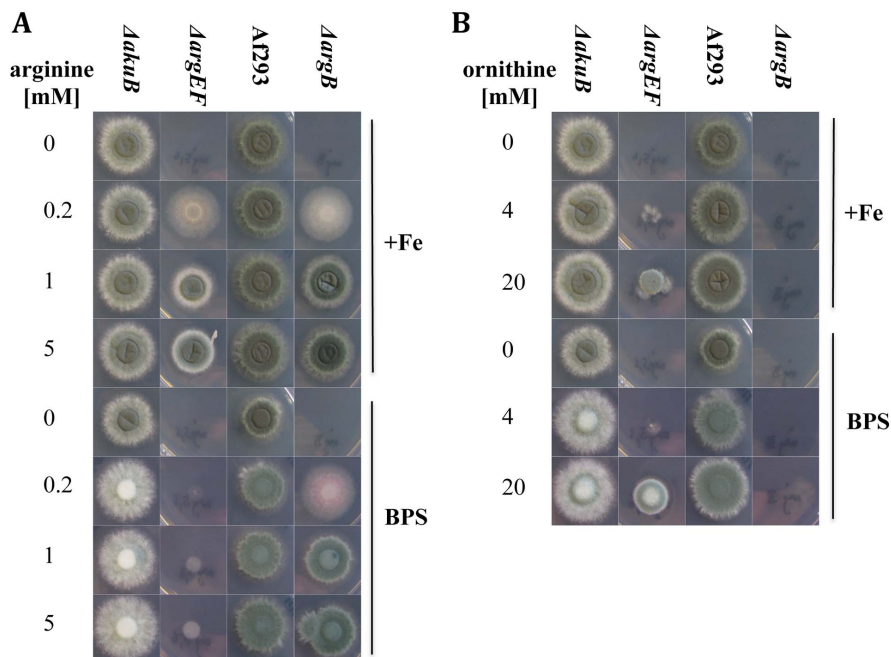 A
B
ΔakuB
ΔargEF
Af293
ΔargB
ΔakuB
ΔargEF
Af293
ΔargB
arginine
[mM]
ornithine
[mM]
0
0.2
1
5
+Fe
0
0.2
1
5
BPS
0
4
20
+Fe
0
4
20
BPS